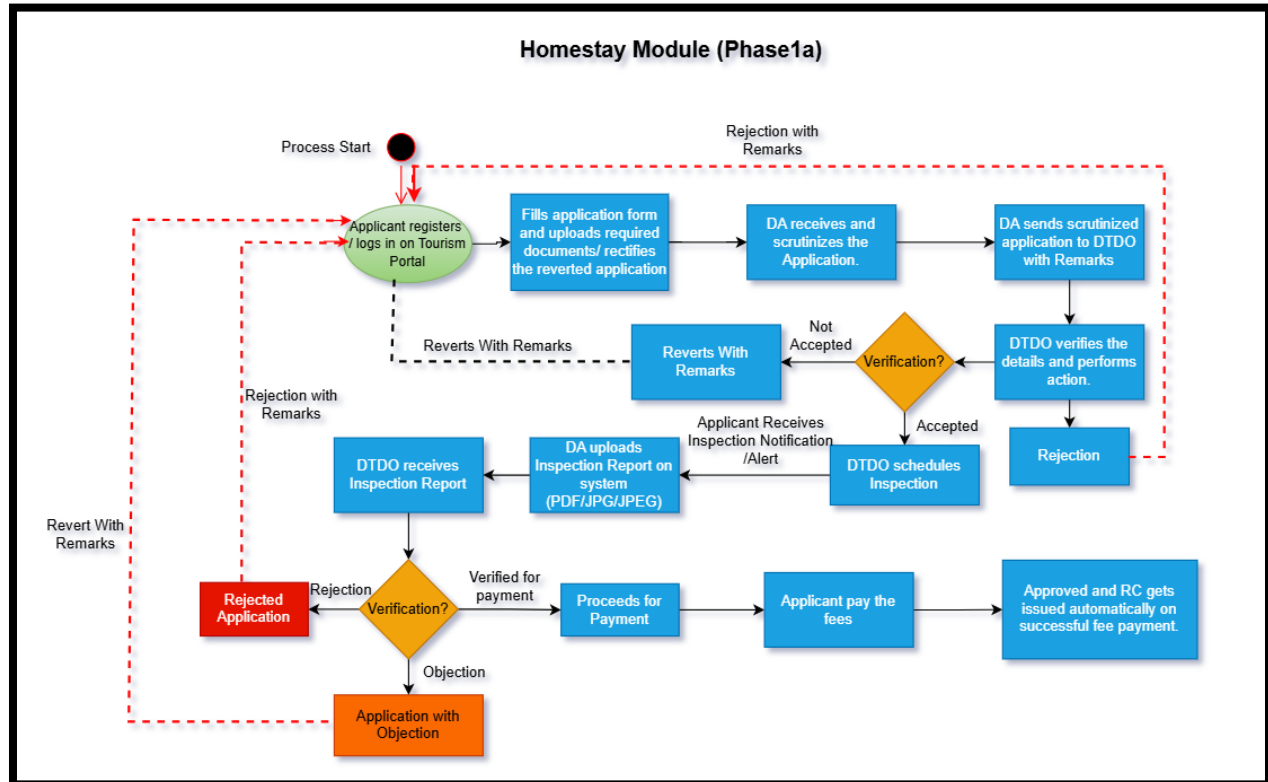 Homestay Module (Phase1a)
Process Start
Rejection with
Remarks
Applicant registers
/ logs in on Tourism
Portal
Fills application form
and uploads required
documents/ rectifies
the reverted application
DA receives and
scrutinizes the
Application.
DA sends scrutinized
application to DTDO
with Remarks
Reverts With Remarks
Reverts With
Remarks
Not
Accepted
Verification?
DTDO verifies the
details and performs
action.
Accepted
Rejection
Rejection with
Remarks
DTDO receives
Inspection Report
DA uploads
Inspection Report on
system
(PDF/JPG/JPEG)
Applicant Receives
Inspection Notification
/Alert
DTDO schedules
Inspection
Revert With
Remarks
Rejected
Application
Rejection
Verification?
Verified for
payment
Proceeds for
Payment
Applicant pay the
fees
Approved and RC gets
issued automatically on
successful fee payment.
Objection
Application with
Objection